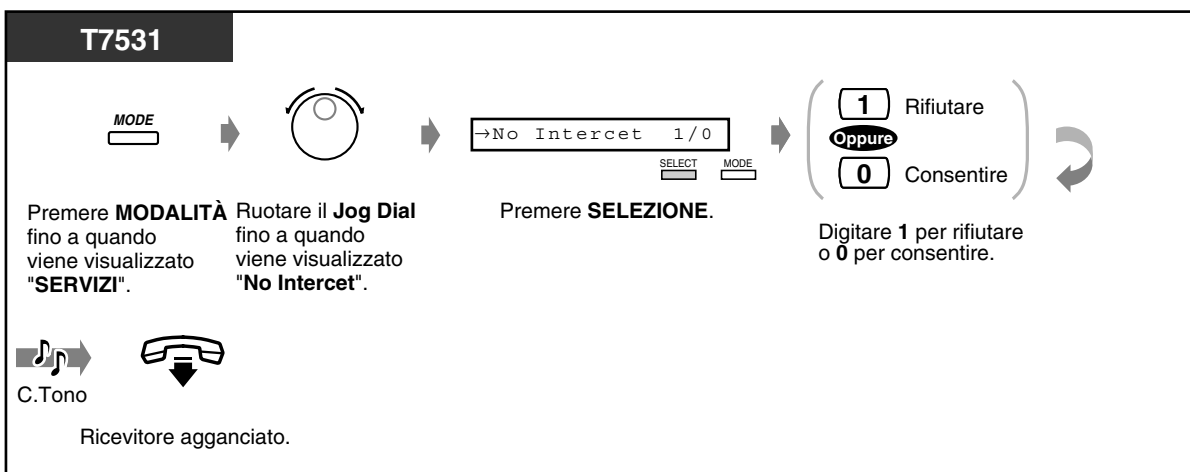 T7531
MODE
→No Intercet 1/0
SELECT MODE
1 Rifiutare
Oppure
0 Consentire
Premere MODALITÀ
fino a quando
viene visualizzato
"SERVIZI".
Ruotare il Jog Dial
fino a quando
viene visualizzato
"No Intercet".
Premere SELEZIONE.
Digitare 1 per rifiutare
o 0 per consentire.
C.Tono
Ricevitore agganciato.